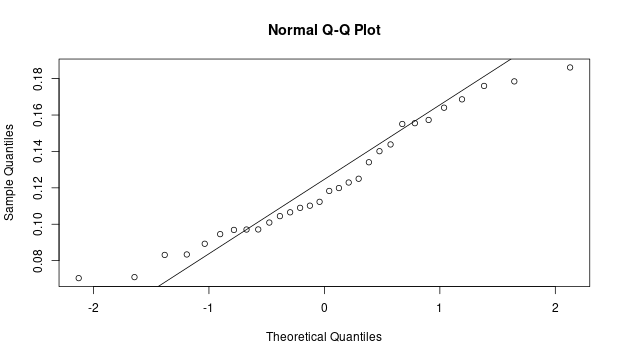 Normal Q-Q Plot
Sample Quantiles
0.18
0.16
0.14
0.12
0.10
0.08
-2 -1 0 1 2
Theoretical Quantiles